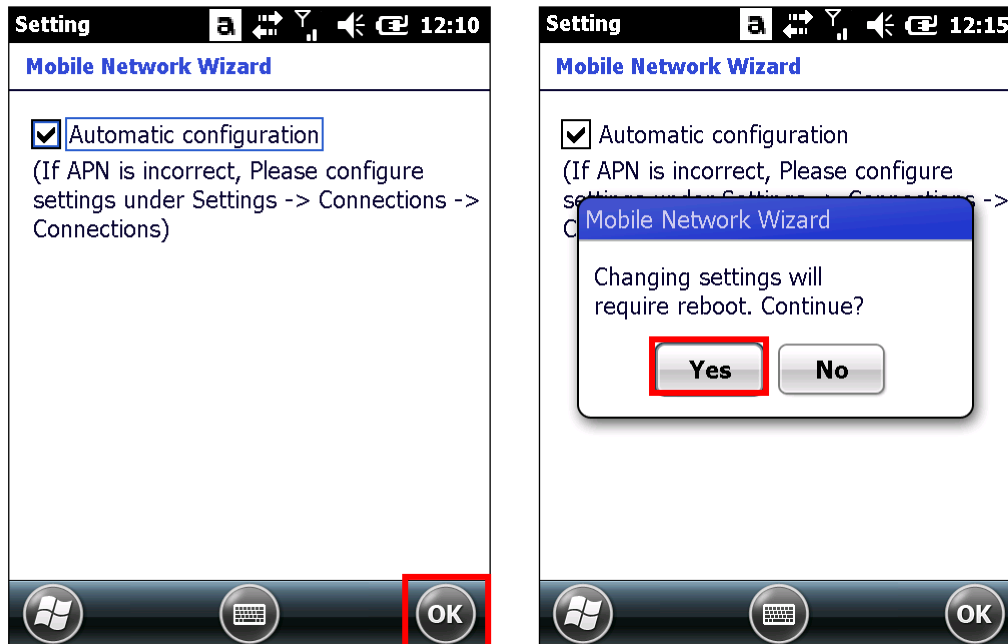 Setting a 12:10
Mobile Network Wizard
Automatic configuration
(If APN is incorrect, Please configure
settings under Settings -> Connections ->
Connections)
OK
Setting a 12:15
Mobile Network Wizard
Automatic configuration
(If APN is incorrect, Please configure
Mobile Network Wizard
Changing settings will
require reboot. Continue?
Yes No
OK